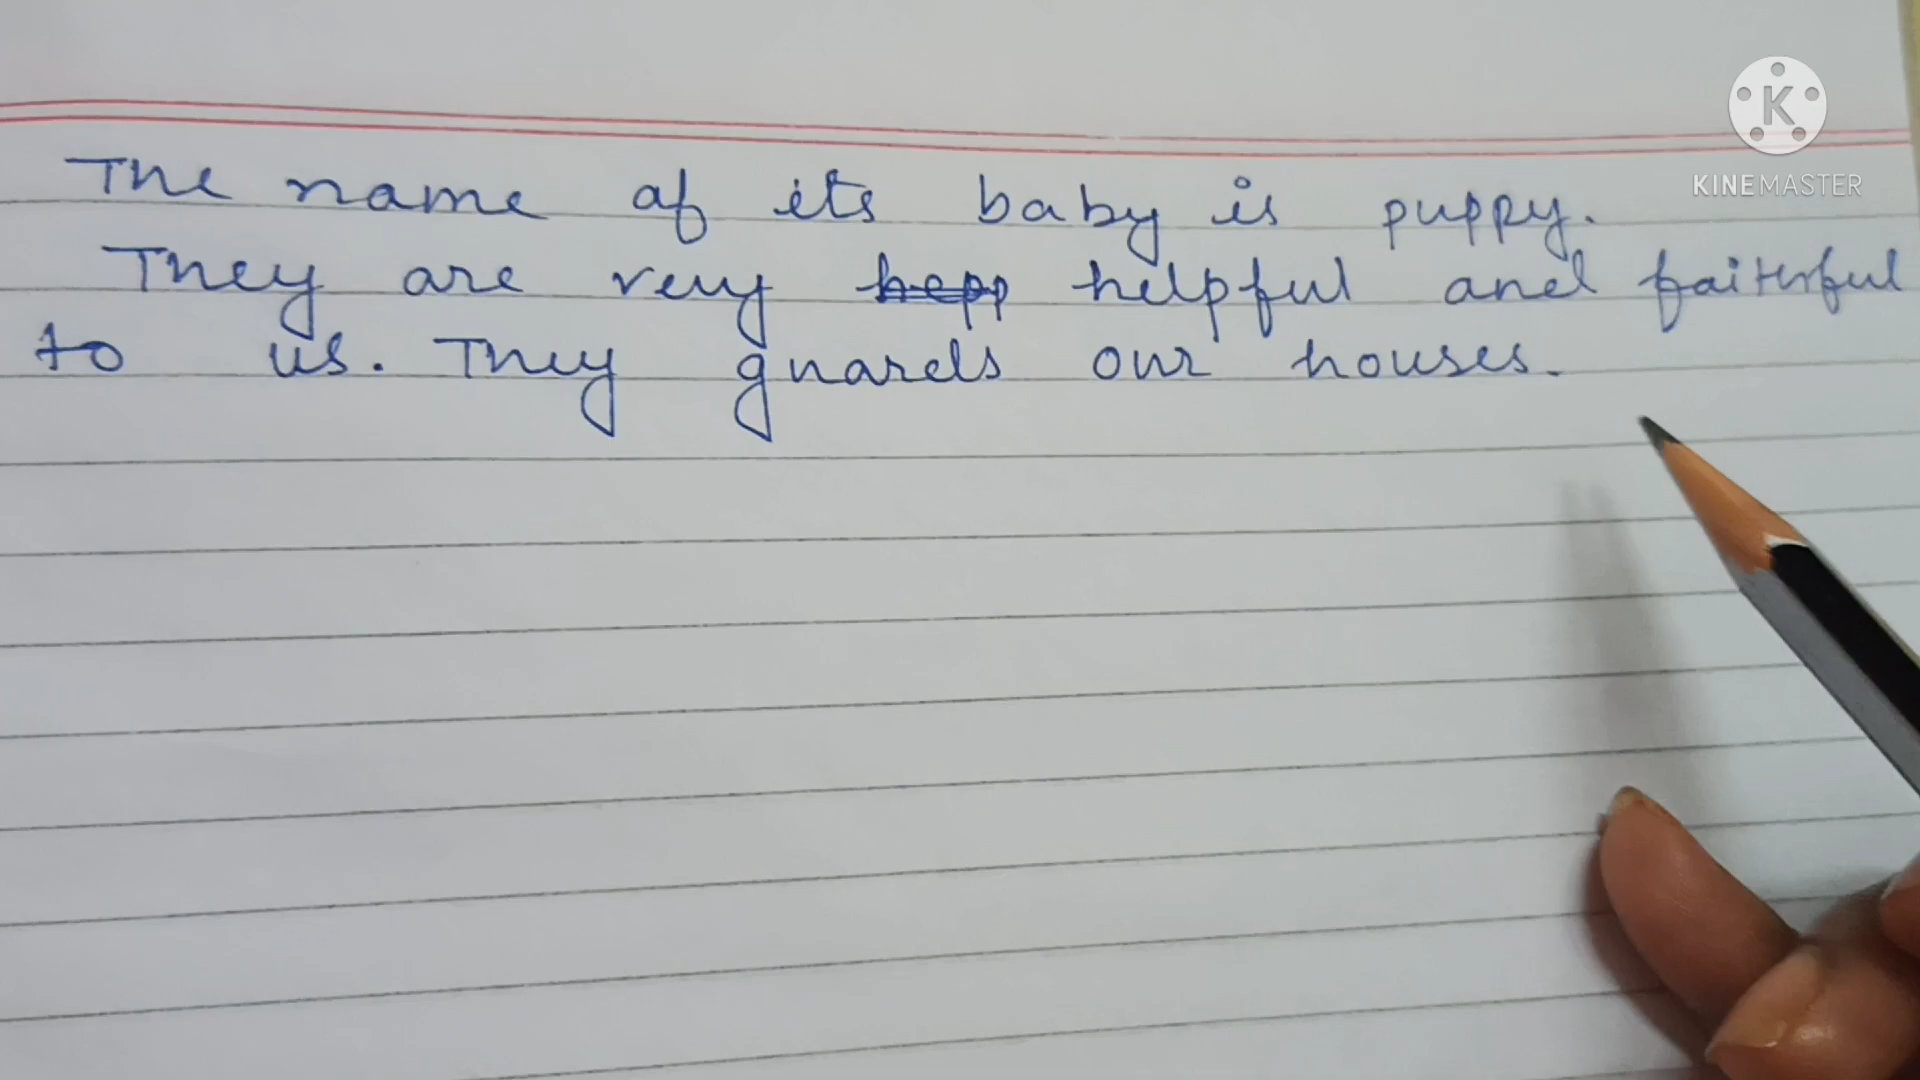 The name of its baby is puppy.
They are very hepp helpful and faithful
to us. They guards our houses.
K
KINEMASTER